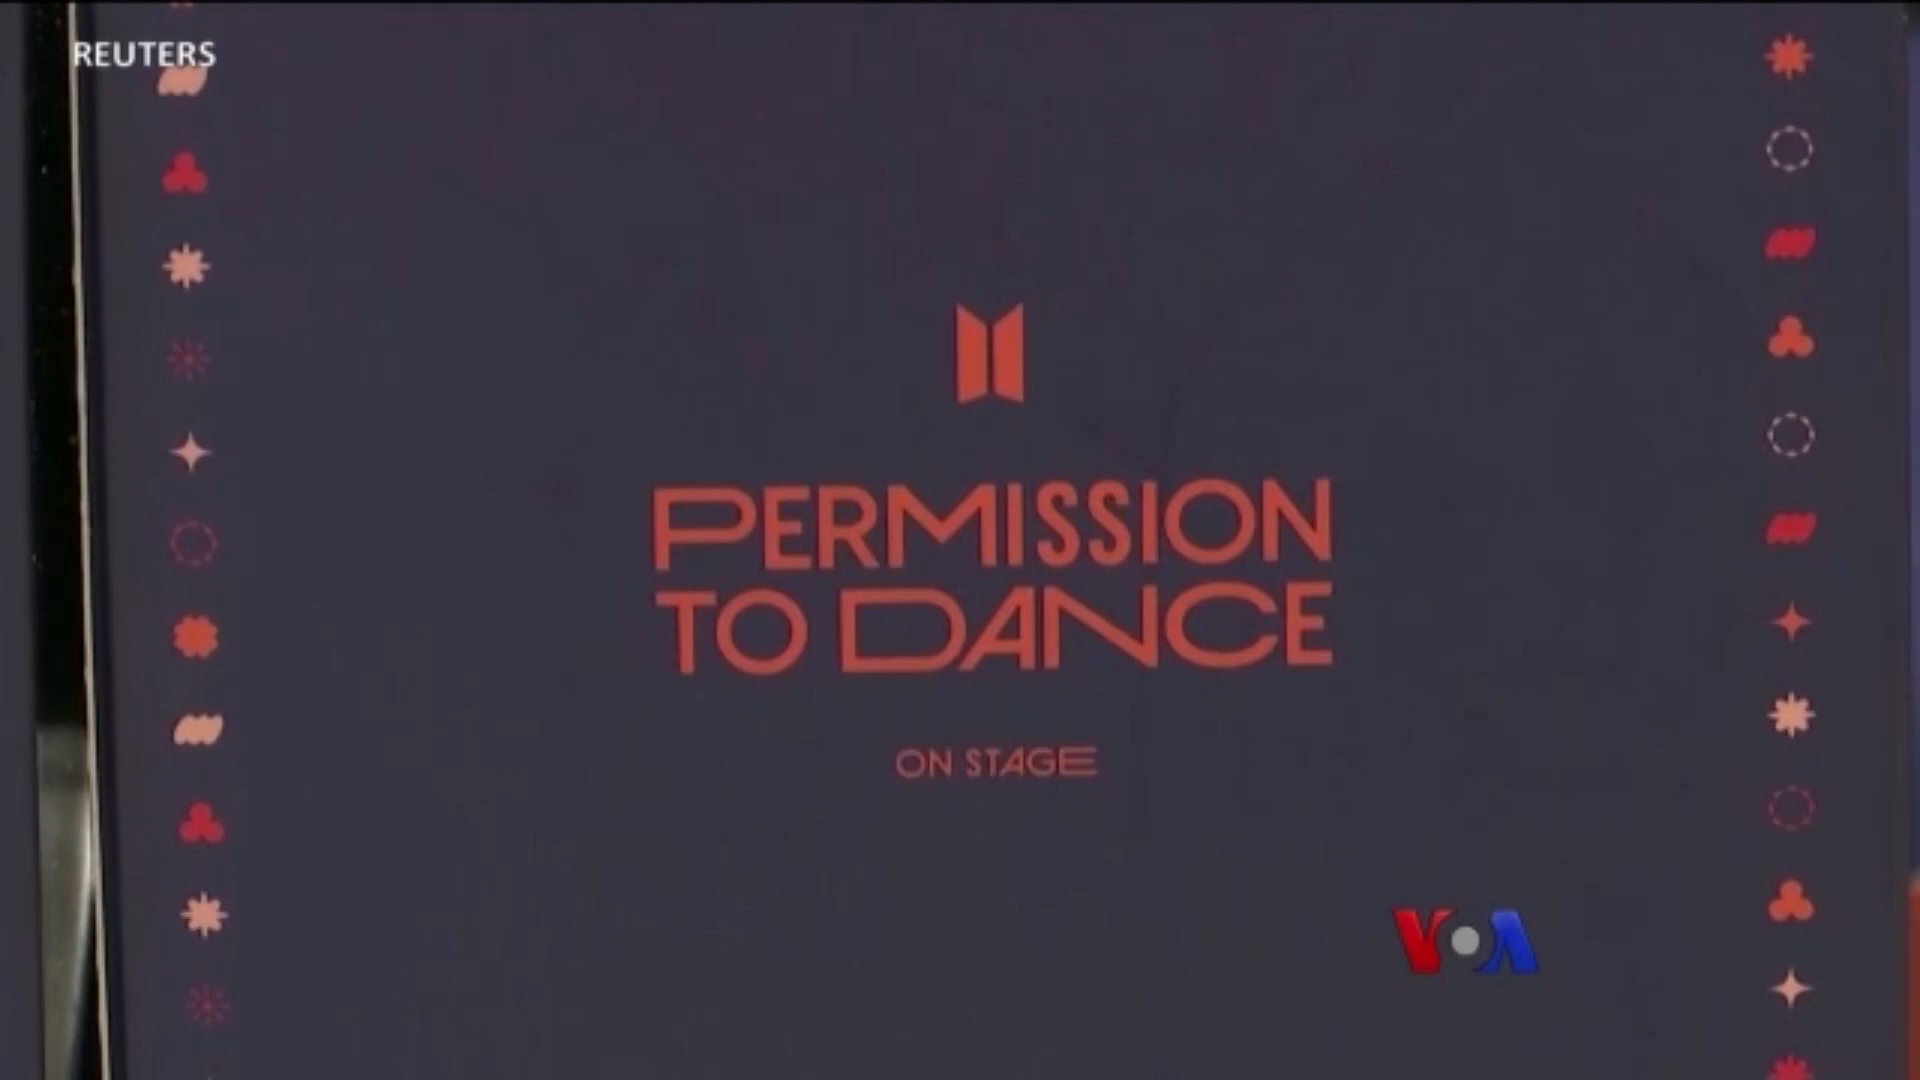 REUTERS
PERMISSION
TO DANCE
ON STAGE
VOA